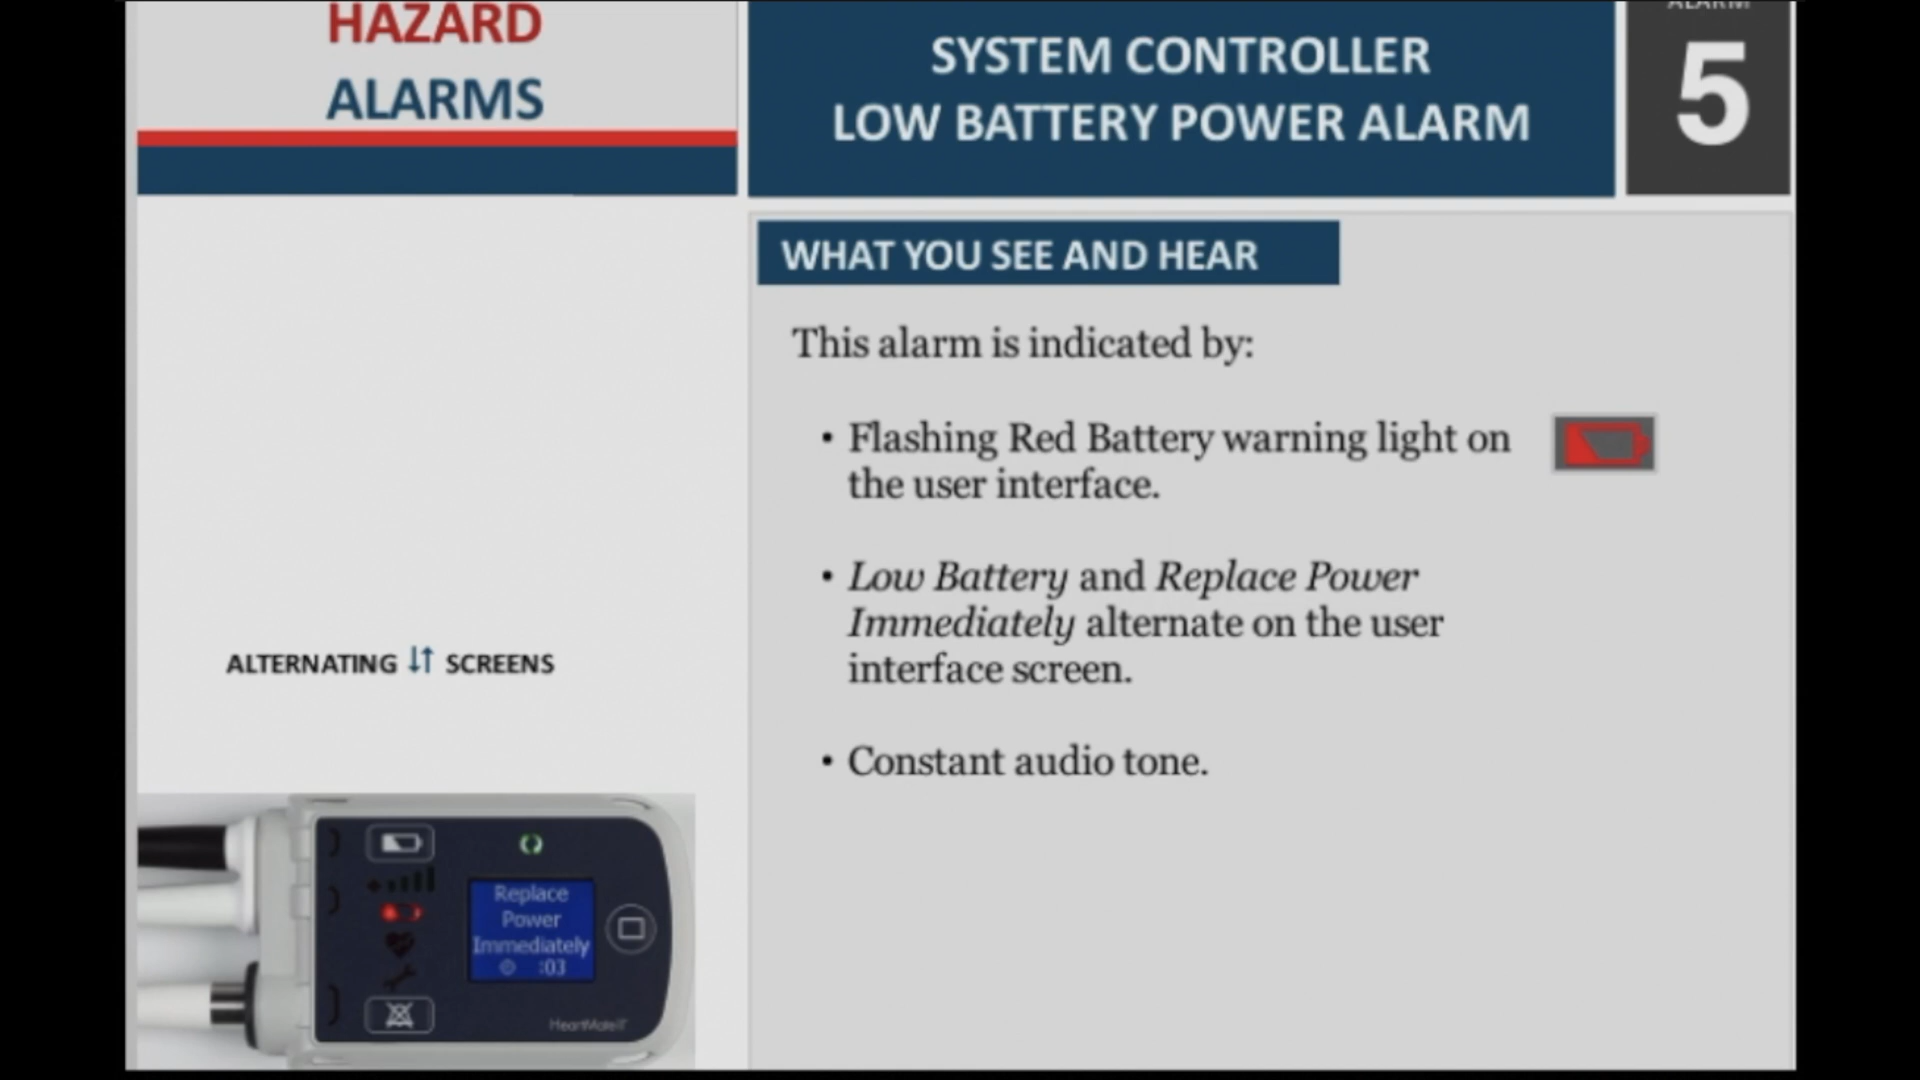 HAZARD
ALARMS
SYSTEM CONTROLLER
LOW BATTERY POWER ALARM
ALARM
5
WHAT YOU SEE AND HEAR
This alarm is indicated by:
• Flashing Red Battery warning light on
the user interface.
• Low Battery and Replace Power
Immediately alternate on the user
interface screen.
• Constant audio tone.
ALTERNATING ↓↑ SCREENS
Replace
Power
Immediately
:03
HeartMate II